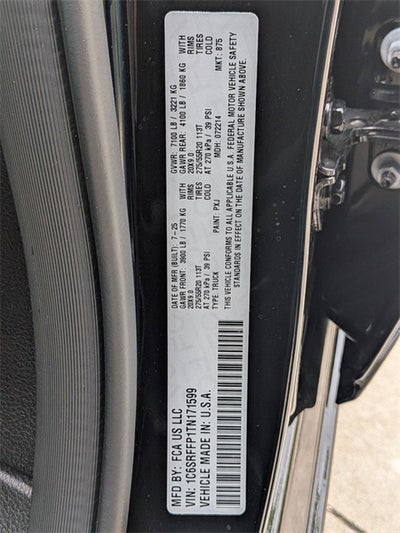 MFD BY: FCA US LLC
VIN: 1C6SRFFP1TN171599
VEHICLE MADE IN: U.S.A.
DATE OF MFR (BUILT) 7-25 GVWR: 7100 LB / 3221 KG
GAWR FRONT: 3900 LB / 1770 KG WITH GAWR REAR: 4100 LB / 1860 KG WITH
20X9.0 RIMS 20X9.0 RIMS
275/55R20 113T TIRES 275/55R20 113T TIRES
AT 270 kPa / 39 PSI COLD AT 270 kPa / 39 PSI COLD
TYPE: TRUCK PAINT: PXJ MDH: 072214 MKT: 875
THIS VEHICLE CONFORMS TO ALL APPLICABLE U.S.A. FEDERAL MOTOR VEHICLE SAFETY
STANDARDS IN EFFECT ON THE DATE OF MANUFACTURE SHOWN ABOVE.